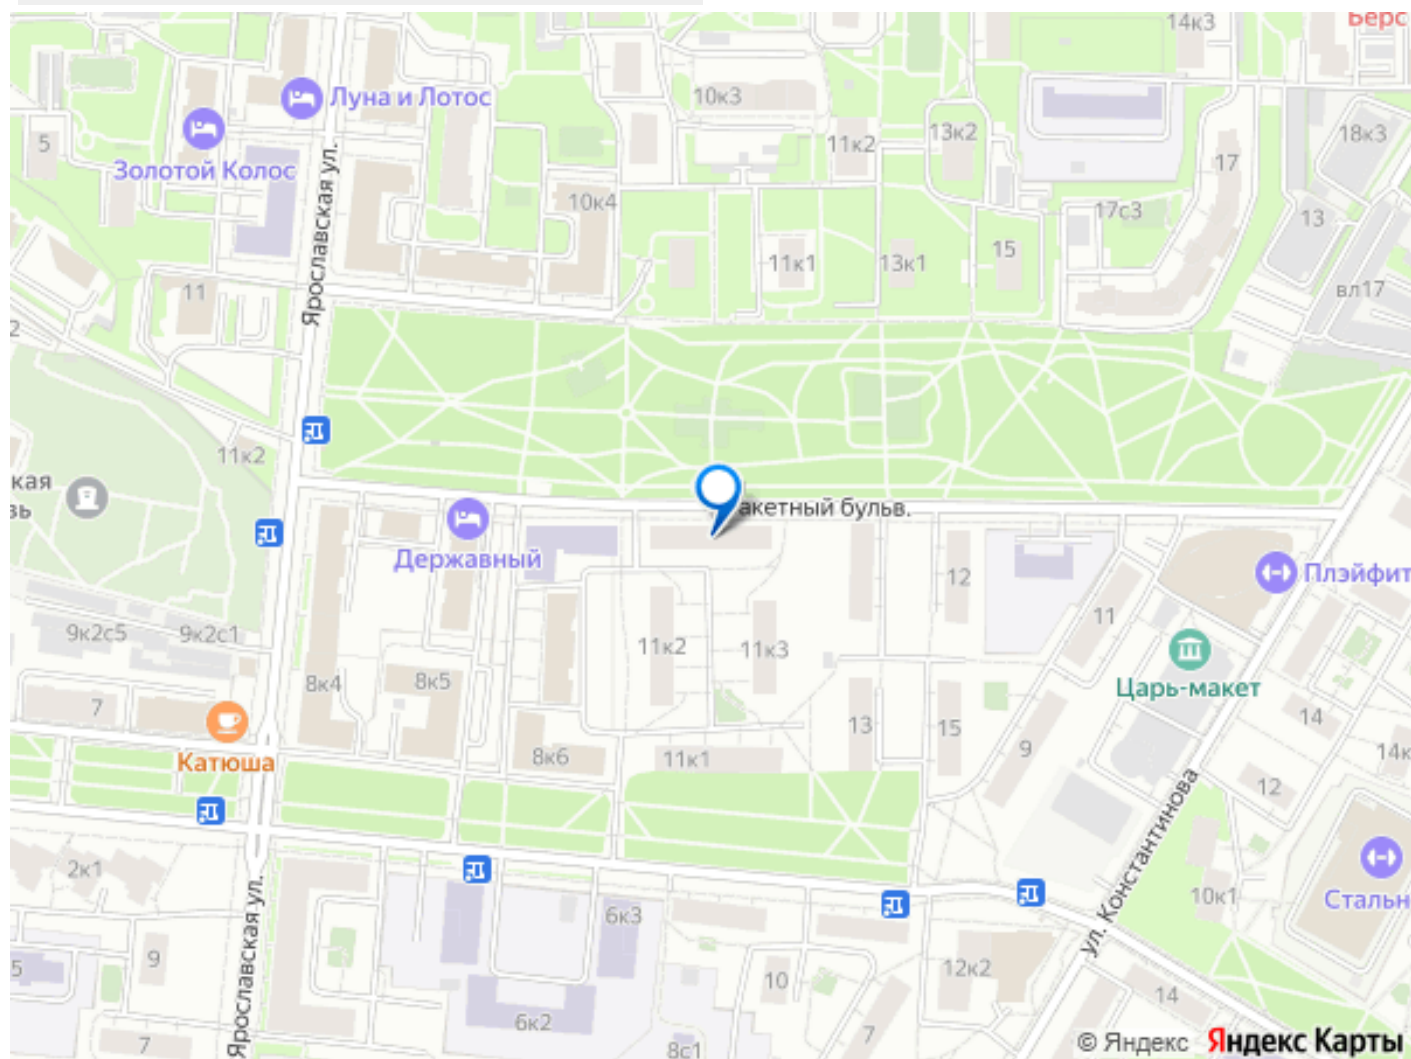 14к3
Берс
Луна и Лотос
10к3
Золотой Колос
5
11к2
13к2
18к3
17
Ярославская ул.
10к4
17с3
13
15
11к1
13к1
11
вл17
2
11к2
кая
зь
акетный бульв.
Державный
Плэйфит
12
11
9к2с5
9к2с1
11к2
11к3
8к4
8к5
Царь-макет
7
13
15
9
14
Катюша
8к6
11к1
14к
12
ул. Константинова
2к1
10к1
Стальн
Ярославская ул.
6к3
9
5
12к2
10
14
6к2
7
7
8с1
© Яндекс Яндекс Карты